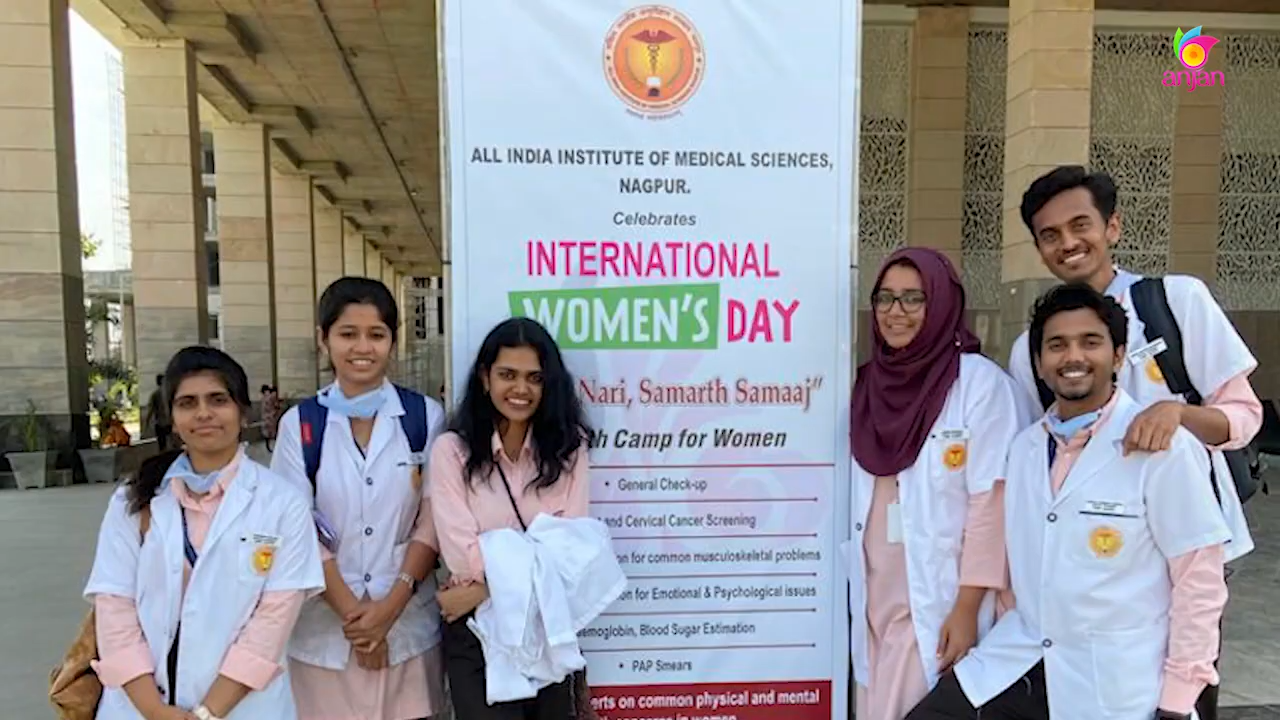 anjan
ALL INDIA INSTITUTE OF MEDICAL SCIENCES,
NAGPUR.
Celebrates
INTERNATIONAL
WOMEN'S DAY
Nari, Samarth Samaaj"
Camp for Women
• General Check-up
and Cervical Cancer Screening
for common musculoskeletal problems
for Emotional & Psychological issues
Blood Sugar Estimation
• PAP Smears
on common physical and mental
in women